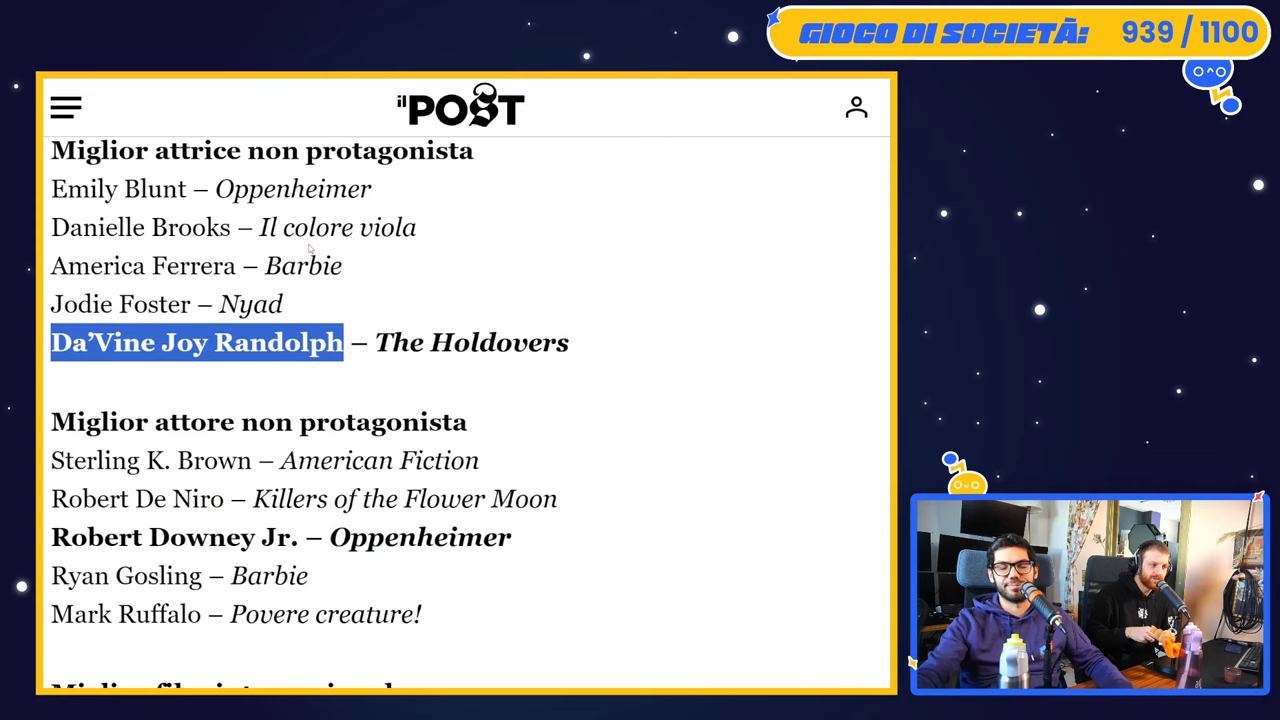 GIOCO DI SOCIETÀ: 939 / 1100
il POST
Miglior attrice non protagonista
Emily Blunt – Oppenheimer
Danielle Brooks – Il colore viola
America Ferrera – Barbie
Jodie Foster – Nyad
Da’Vine Joy Randolph – The Holdovers
Miglior attore non protagonista
Sterling K. Brown – American Fiction
Robert De Niro – Killers of the Flower Moon
Robert Downey Jr. – Oppenheimer
Ryan Gosling – Barbie
Mark Ruffalo – Povere creature!